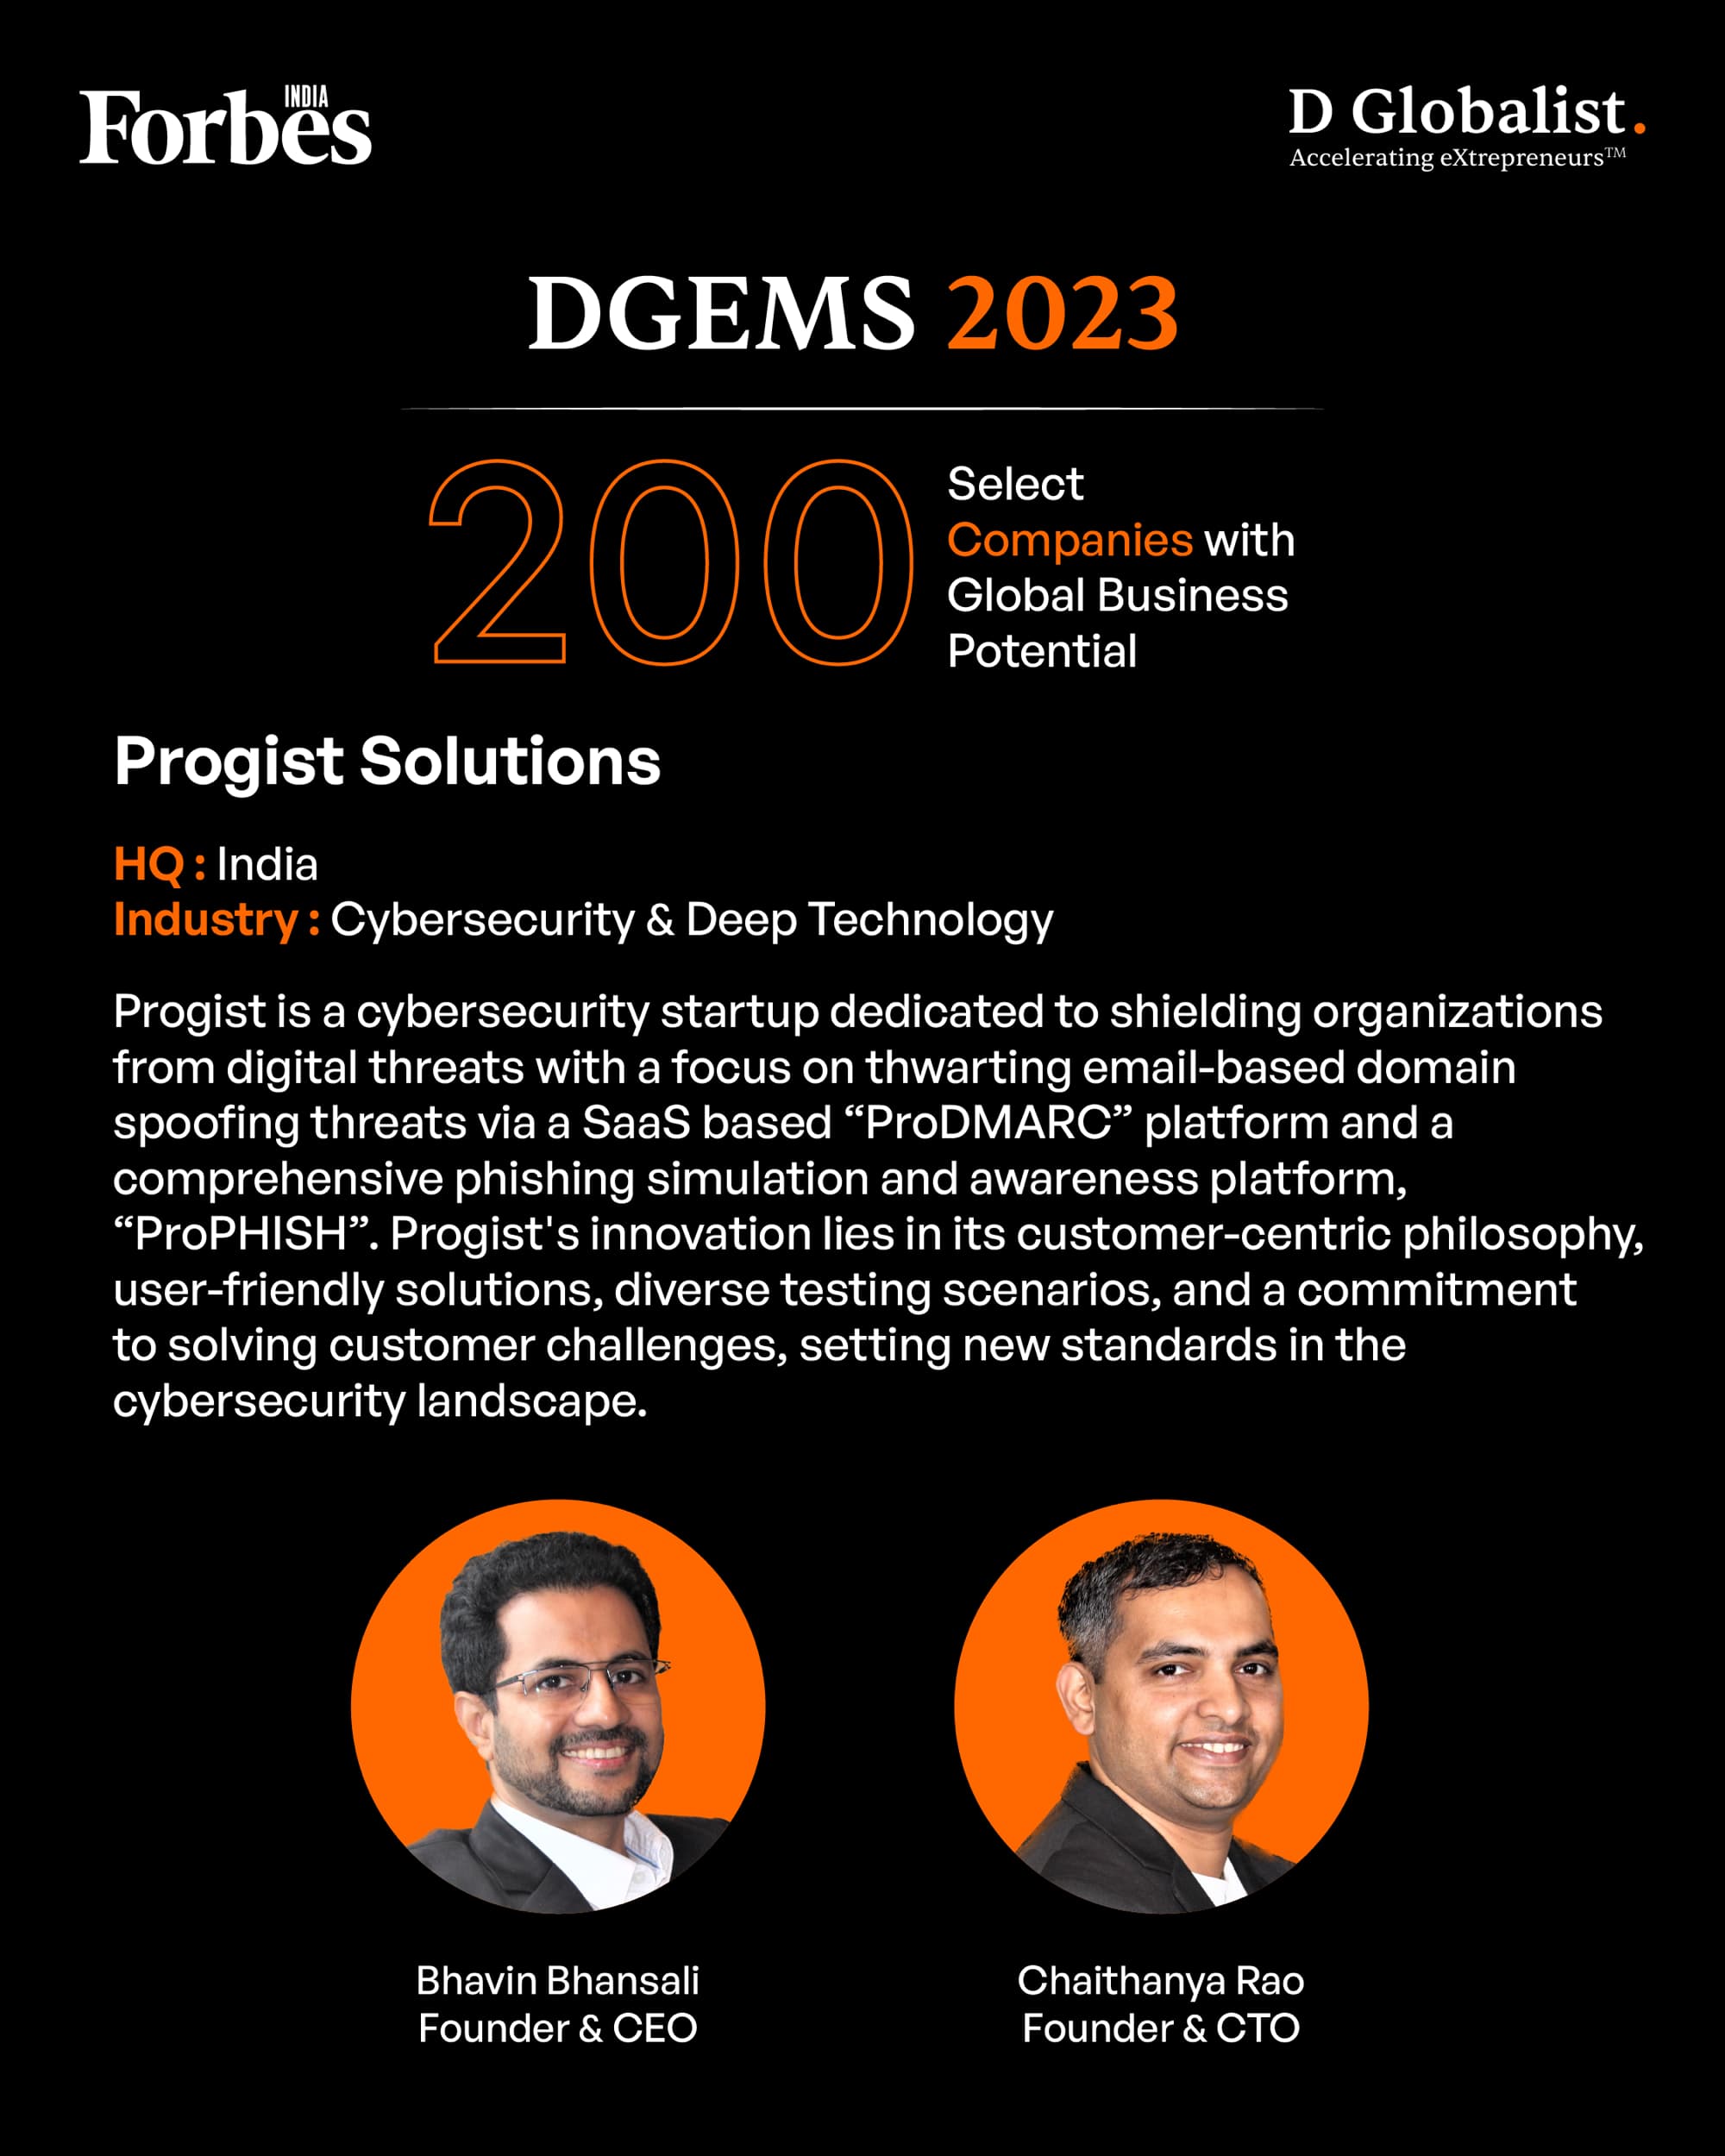 Forbes INDIA
D Globalist.
Accelerating eXtrepreneurs™
DGEMS 2023
200
Select
Companies with
Global Business
Potential
Progist Solutions
HQ : India
Industry : Cybersecurity & Deep Technology
Progist is a cybersecurity startup dedicated to shielding organizations
from digital threats with a focus on thwarting email-based domain
spoofing threats via a SaaS based “ProDMARC” platform and a
comprehensive phishing simulation and awareness platform,
“ProPHISH”. Progist's innovation lies in its customer-centric philosophy,
user-friendly solutions, diverse testing scenarios, and a commitment
to solving customer challenges, setting new standards in the
cybersecurity landscape.
Bhavin Bhansali
Founder & CEO
Chaithanya Rao
Founder & CTO